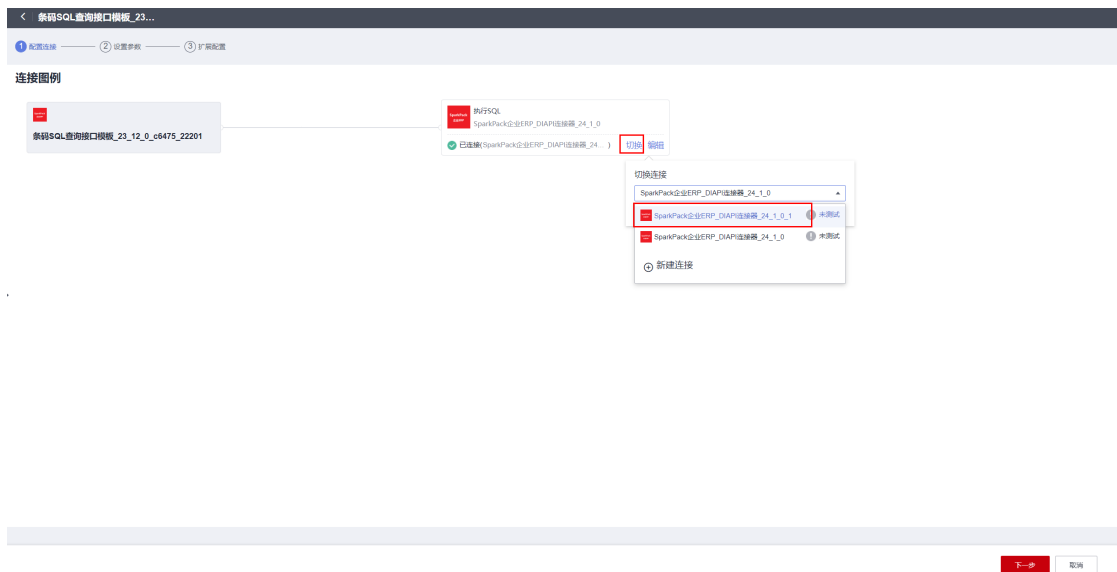 条码SQL查询接口模板_23...
1 配置连接 2 设置参数 3 扩展配置
连接图例
条码SQL查询接口模板_23_12_0_c6475_22201
执行SQL
SparkPack企业ERP_DIAPI连接器_24_1_0
已连接(SparkPack企业ERP_DIAPI连接器_24... ) 切换 编辑
切换连接
SparkPack企业ERP_DIAPI连接器_24_1_0
SparkPack企业ERP_DIAPI连接器_24_1_0_1 未测试
SparkPack企业ERP_DIAPI连接器_24_1_0 未测试
新建连接
下一步 取消